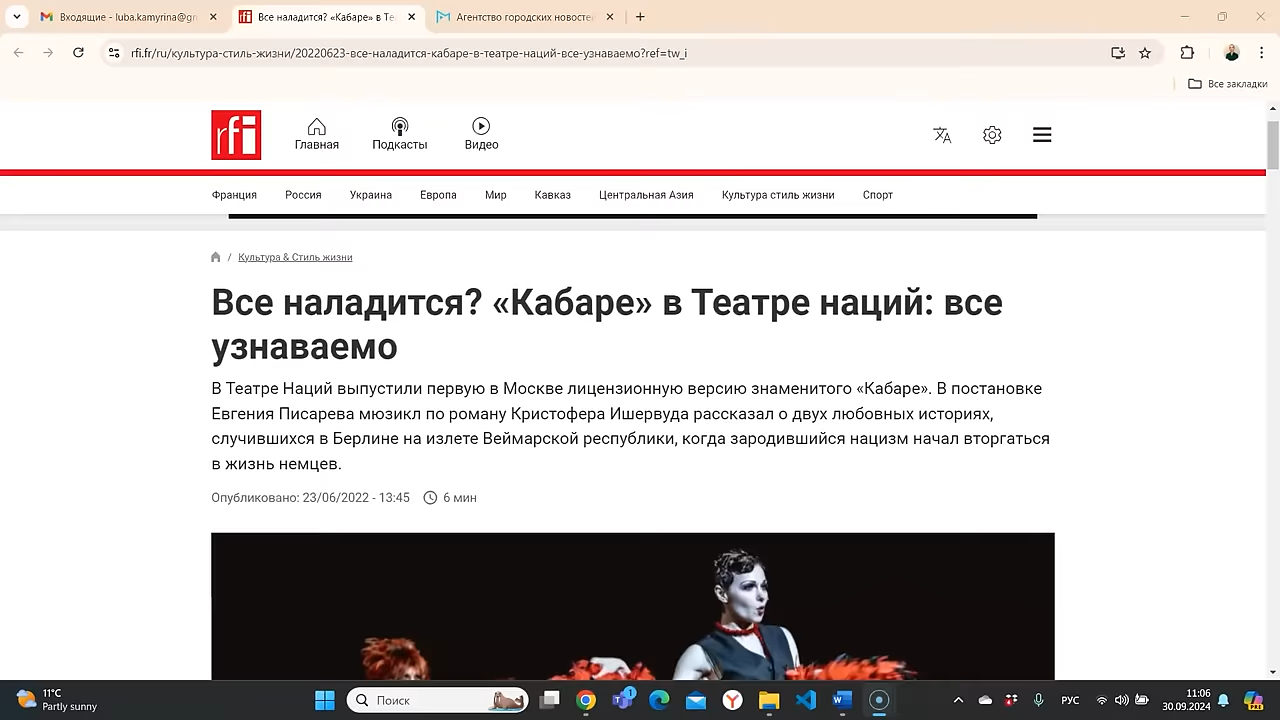 Входящие - luba.kamyrina@gn
Все наладится? «Кабаре» в Те
Агентство городских новосте
rfi.fr/ru/культура-стиль-жизни/20220623-все-наладится-кабаре-в-театре-наций-все-узнаваемо?ref=tw_i
Все закладки
rfi
Главная
Подкасты
Видео
Франция
Россия
Украина
Европа
Мир
Кавказ
Центральная Азия
Культура стиль жизни
Спорт
/ Культура & Стиль жизни
Все наладится? «Кабаре» в Театре наций: все
узнаваемо
В Театре Наций выпустили первую в Москве лицензионную версию знаменитого «Кабаре». В постановке
Евгения Писарева мюзикл по роману Кристофера Ишервуда рассказал о двух любовных историях,
случившихся в Берлине на излете Веймарской республики, когда зародившийся нацизм начал вторгаться
в жизнь немцев.
Опубликовано: 23/06/2022 - 13:45 6 мин
11°C
Partly sunny
Поиск
1
РУС
11:06
30.09.2024